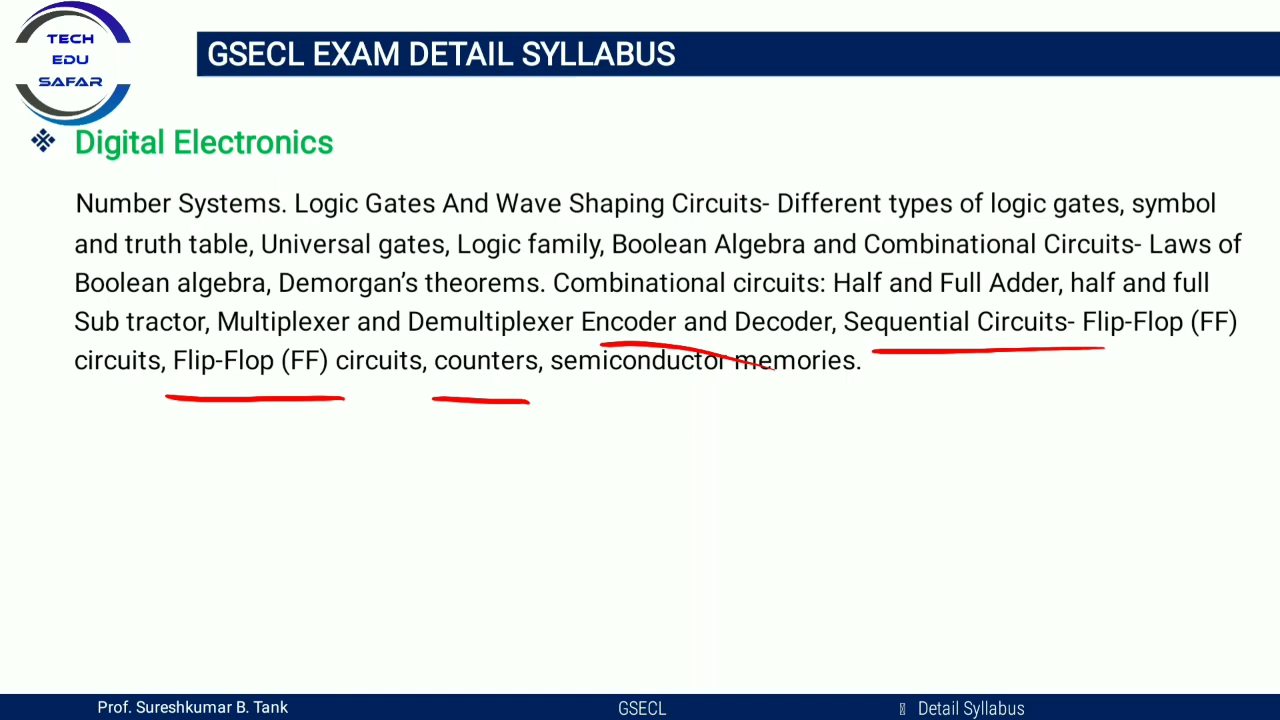 TECH
EDU
SAFAR
GSECL EXAM DETAIL SYLLABUS
Digital Electronics
Number Systems. Logic Gates And Wave Shaping Circuits- Different types of logic gates, symbol
and truth table, Universal gates, Logic family, Boolean Algebra and Combinational Circuits- Laws of
Boolean algebra, Demorgan’s theorems. Combinational circuits: Half and Full Adder, half and full
Sub tractor, Multiplexer and Demultiplexer Encoder and Decoder, Sequential Circuits- Flip-Flop (FF)
circuits, Flip-Flop (FF) circuits, counters, semiconductor memories.
Prof. Sureshkumar B. Tank GSECL Detail Syllabus